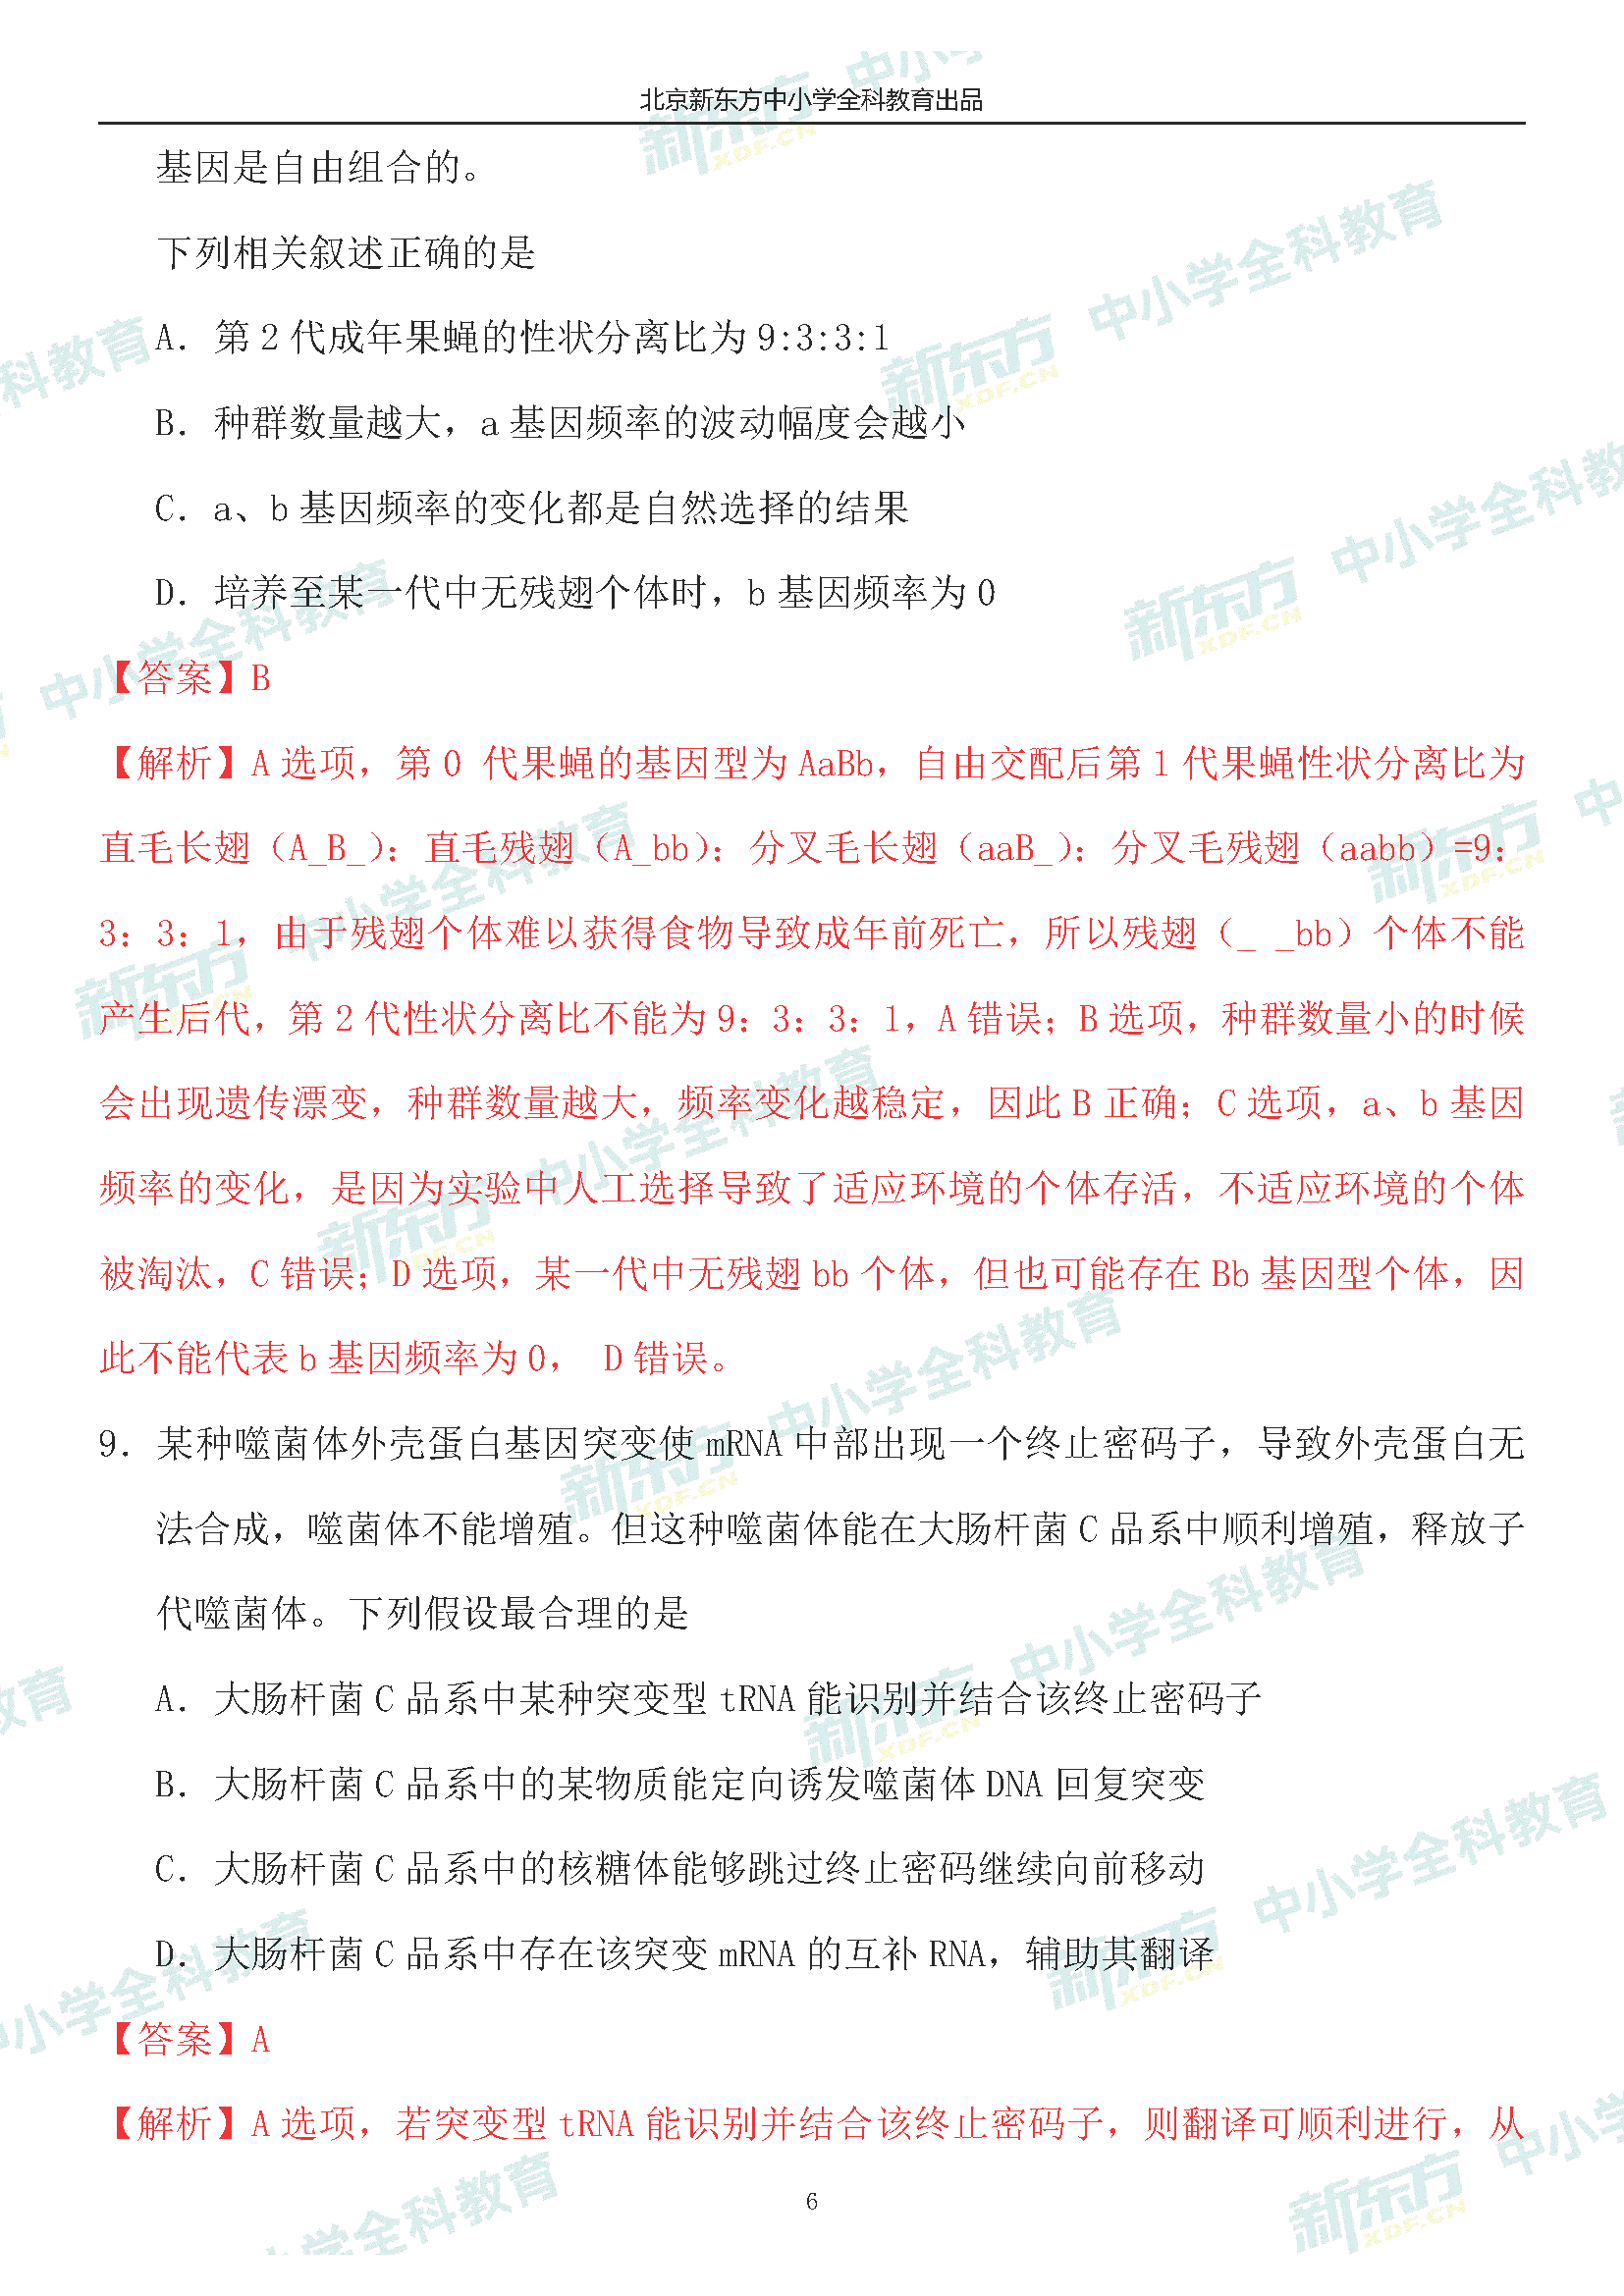 北京新东方中小学全科教育出品
基因是自由组合的。
下列相关叙述正确的是
A. 第 2 代成年果蝇的性状分离比为 9:3:3:1
B. 种群数量越大，a 基因频率的波动幅度会越小
C. a、b 基因频率的变化都是自然选择的结果
D. 培养至某一代中无残翅个体时，b 基因频率为 0
【答案】B
【解析】A 选项，第 0 代果蝇的基因型为 AaBb，自由交配后第 1 代果蝇性状分离比为
直毛长翅（A_B_）：直毛残翅（A_bb）：分叉毛长翅（aaB_）：分叉毛残翅（aabb）=9：
3：3：1，由于残翅个体难以获得食物导致成年前死亡，所以残翅（_ _bb）个体不能
产生后代，第 2 代性状分离比不能为 9：3：3：1，A 错误；B 选项，种群数量小的时候
会出现遗传漂变，种群数量越大，频率变化越稳定，因此 B 正确；C 选项，a、b 基因
频率的变化，是因为实验中人工选择导致了适应环境的个体存活，不适应环境的个体
被淘汰，C 错误；D 选项，某一代中无残翅 bb 个体，但也可能存在 Bb 基因型个体，因
此不能代表 b 基因频率为 0， D 错误。
9. 某种噬菌体外壳蛋白基因突变使 mRNA 中部出现一个终止密码子，导致外壳蛋白无
法合成，噬菌体不能增殖。但这种噬菌体能在大肠杆菌 C 品系中顺利增殖，释放子
代噬菌体。下列假设最合理的是
A. 大肠杆菌 C 品系中某种突变型 tRNA 能识别并结合该终止密码子
B. 大肠杆菌 C 品系中的某物质能定向诱发噬菌体 DNA 回复突变
C. 大肠杆菌 C 品系中的核糖体能够跳过终止密码继续向前移动
D. 大肠杆菌 C 品系中存在该突变 mRNA 的互补 RNA，辅助其翻译
【答案】A
【解析】A 选项，若突变型 tRNA 能识别并结合该终止密码子，则翻译可顺利进行，从
6